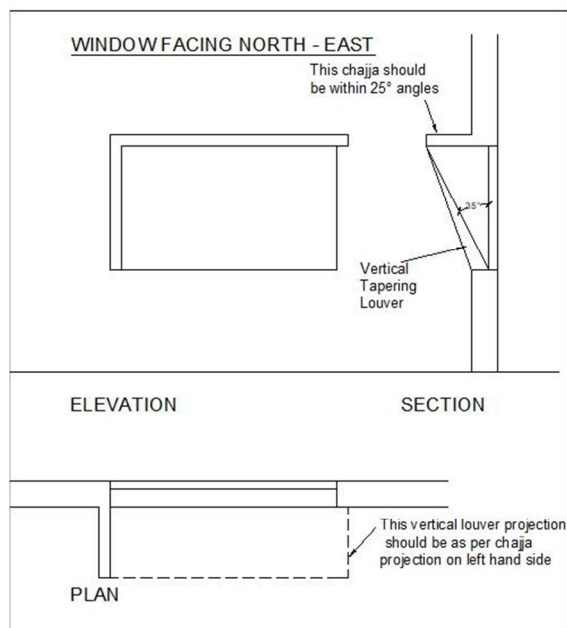 WINDOW FACING NORTH - EAST
This chajja should
be within 25° angles
25°
Vertical
Tapering
Louver
ELEVATION
SECTION
This vertical louver projection
should be as per chajja
projection on left hand side
PLAN